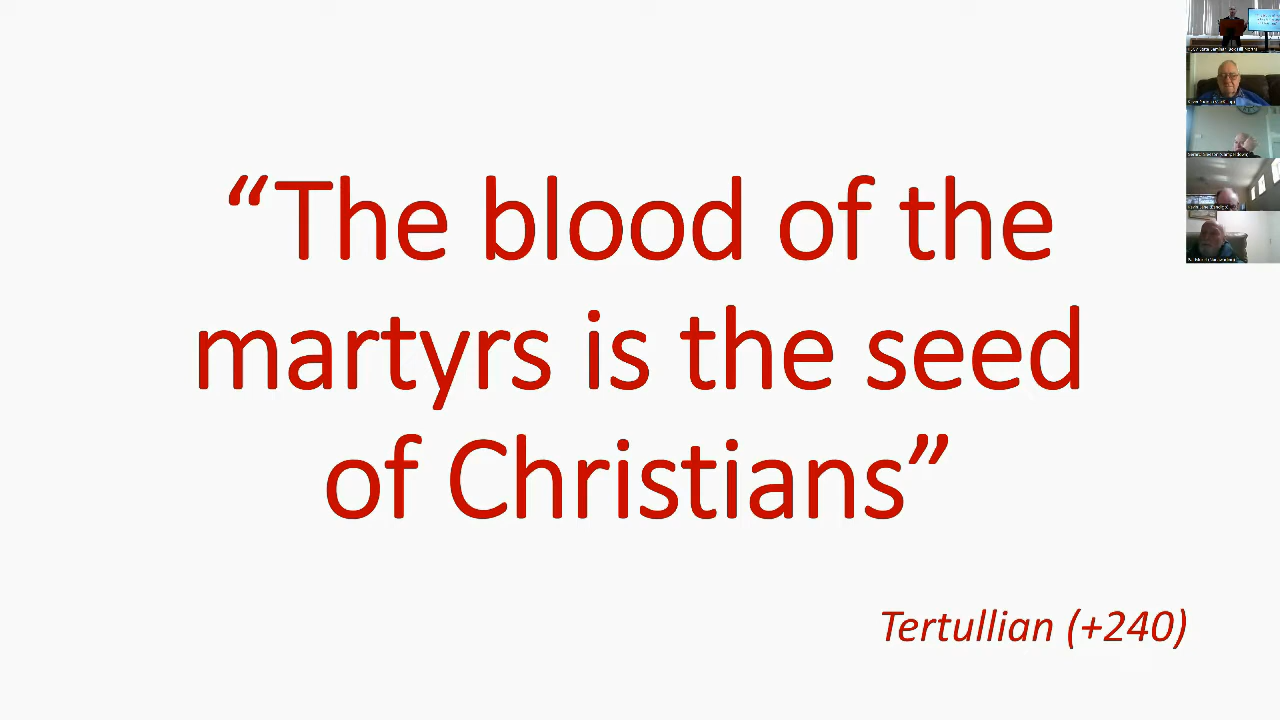 “The blood of the
martyrs is the seed
of Christians”
Tertullian (+240)